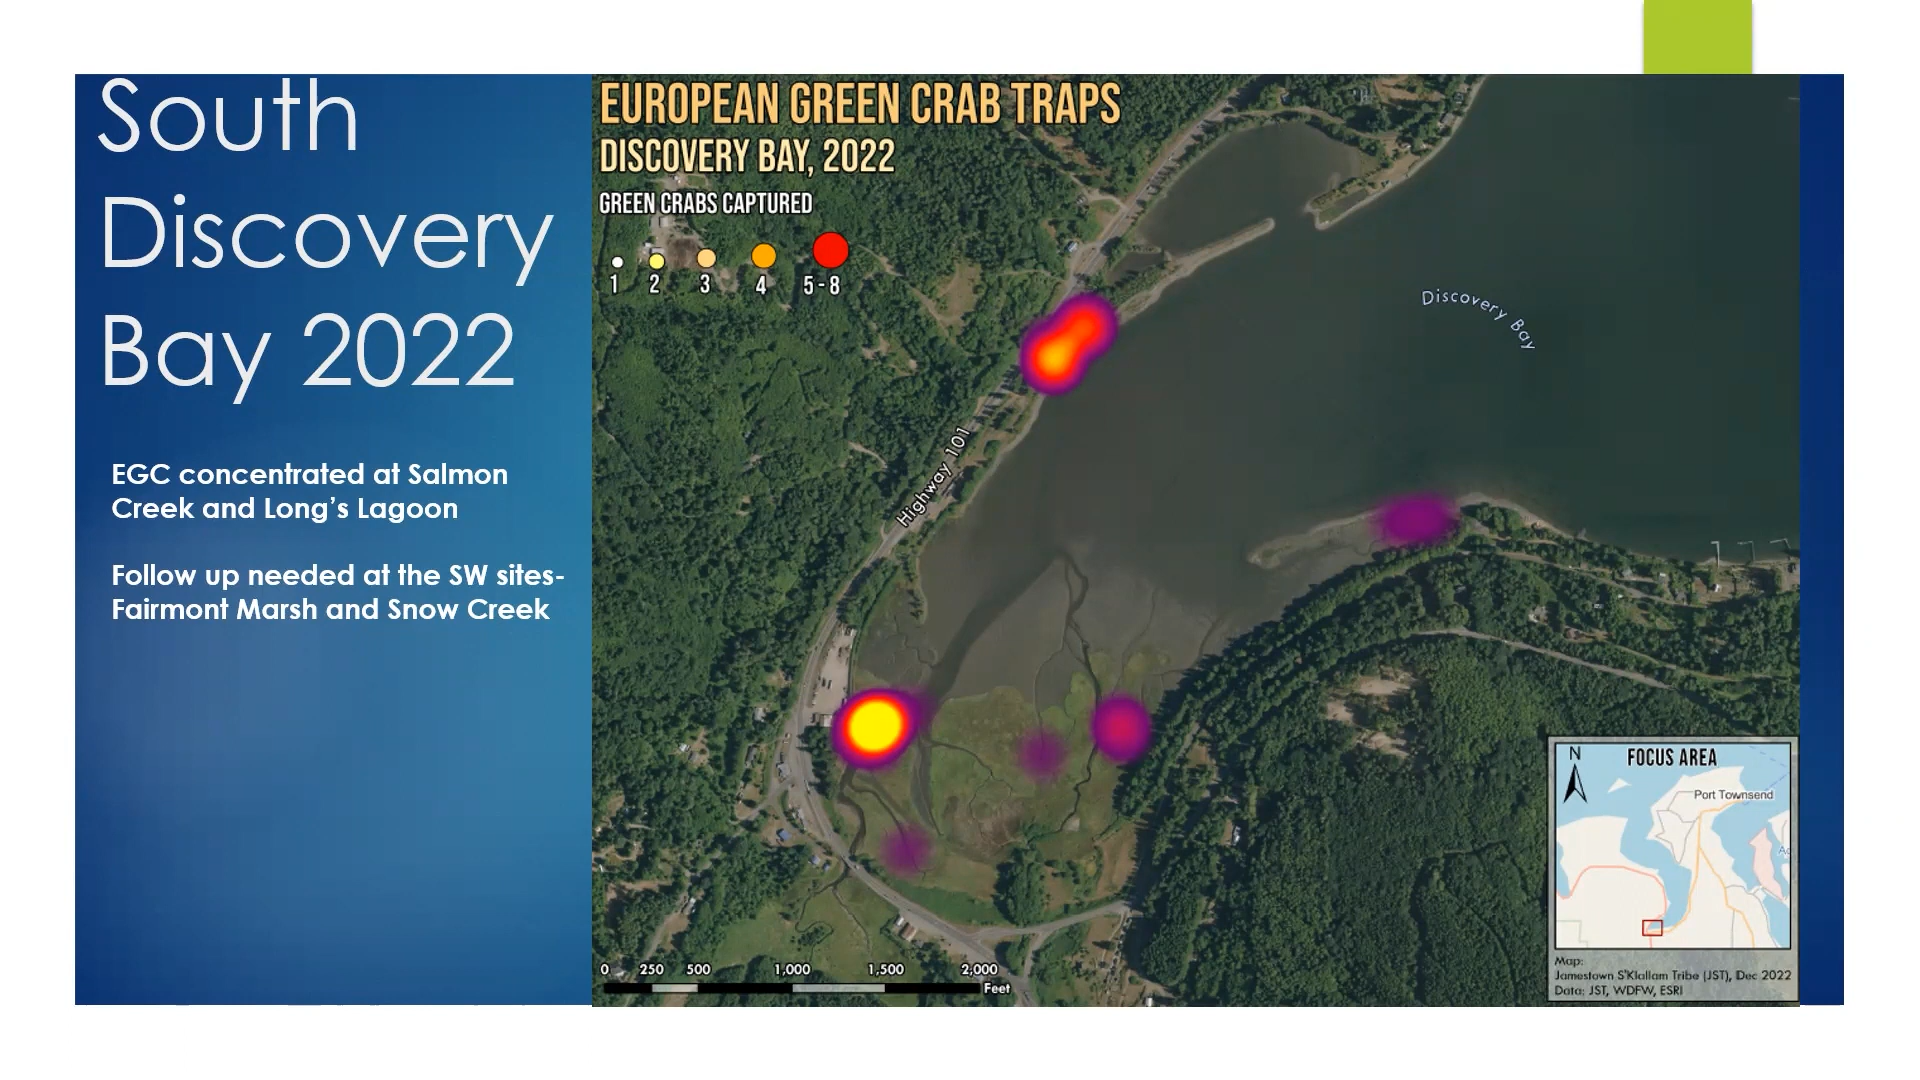 South
Discovery
Bay 2022
EGC concentrated at Salmon
Creek and Long's Lagoon
Follow up needed at the SW sites-
Fairmont Marsh and Snow Creek
EUROPEAN GREEN CRAB TRAPS
DISCOVERY BAY, 2022
GREEN CRABS CAPTURED
1 2 3 4 5 - 8
Discovery Bay
Highway 101
0 250 500 1,000 1,500 2,000
Feet
N
FOCUS AREA
Port Townsend
Map:
Jamestown S'Klallam Tribe (JST), Dec 2022
Data: JST, WDFW, ESRI